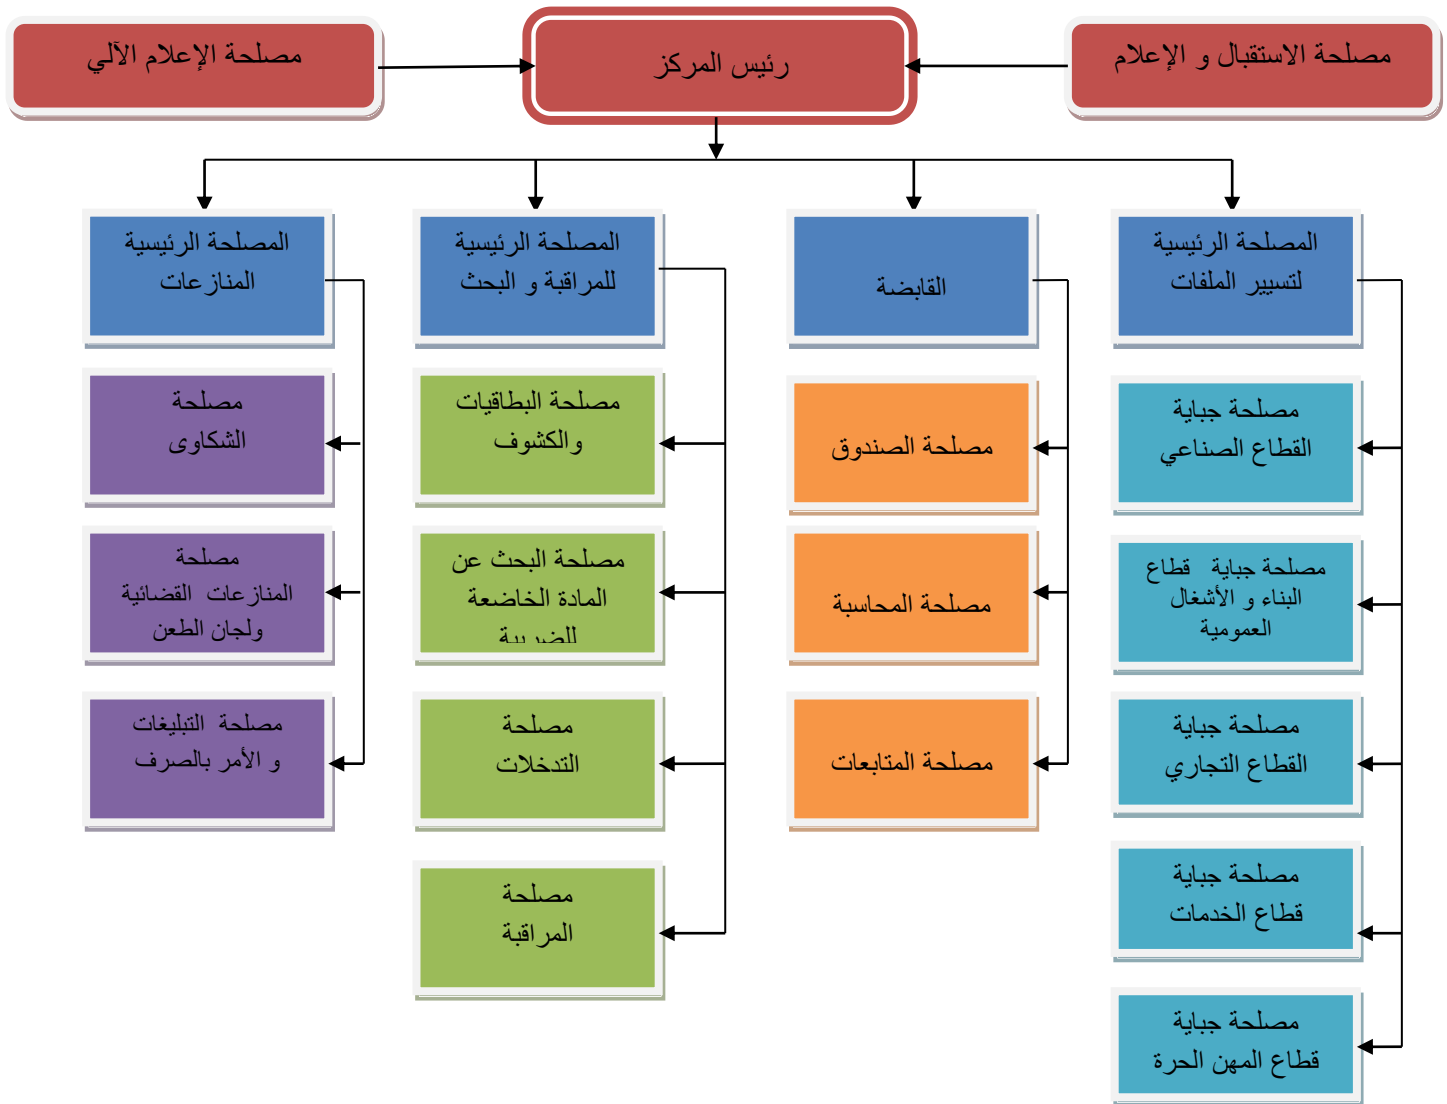 مصلحة الاستقبال و الإعلام
رئيس المركز
مصلحة الإعلام الآلي
المصلحة الرئيسية
لتسيير الملفات
القابضة
المصلحة الرئيسية
للمراقبة و البحث
المصلحة الرئيسية
المنازعات
مصلحة جباية
القطاع الصناعي
مصلحة جباية قطاع
البناء و الأشغال
العمومية
مصلحة جباية
القطاع التجاري
مصلحة جباية
قطاع الخدمات
مصلحة جباية
قطاع المهن الحرة
مصلحة الصندوق
مصلحة المحاسبة
مصلحة المتابعات
مصلحة البطاقيات
والكشوف
مصلحة البحث عن
المادة الخاضعة
للضريبة
مصلحة
التدخلات
مصلحة
المراقبة
مصلحة
الشكاوى
مصلحة
المنازعات القضائية
ولجان الطعن
مصلحة التبليغات
و الأمر بالصرف